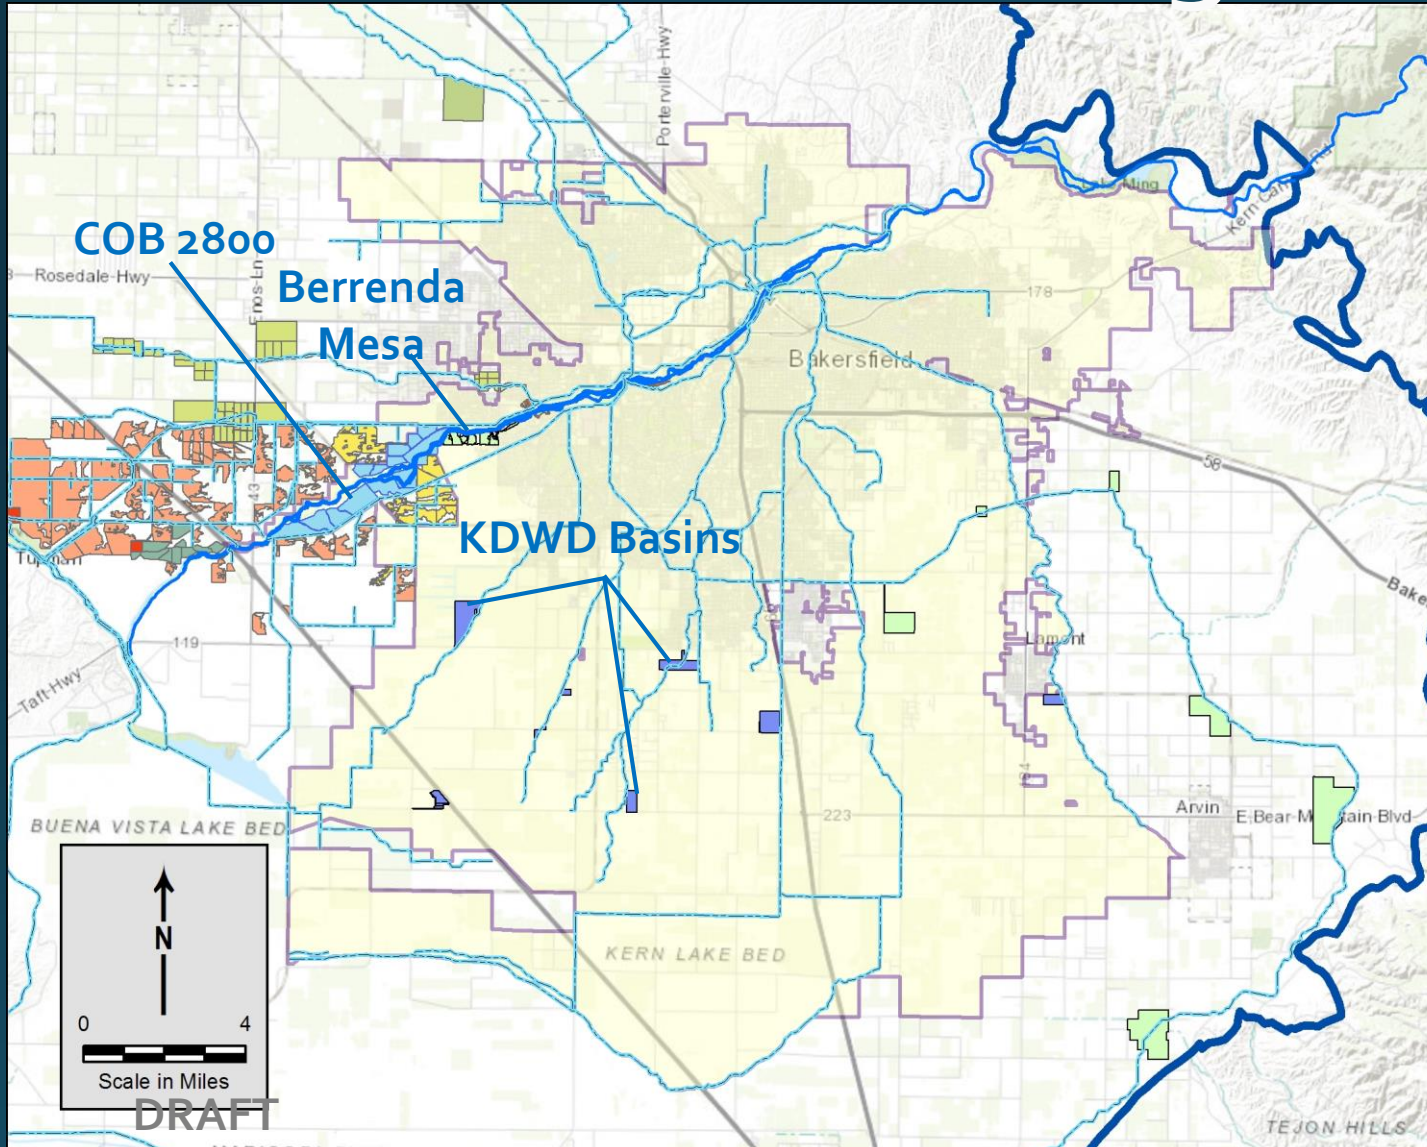 Porterville-Hwy
Lake Ming
COB 2800
Rosedale-Hwy
Enos-Ln
Berrenda
Mesa
178
Bakersfield
58
43
KDWD Basins
Lamont
119
Taft-Hwy
184
223
Arvin
E Bear Mountain-Blvd
BUENA VISTA LAKE BED
N
KERN LAKE BED
0 4
Scale in Miles
DRAFT
TEJON HILLS